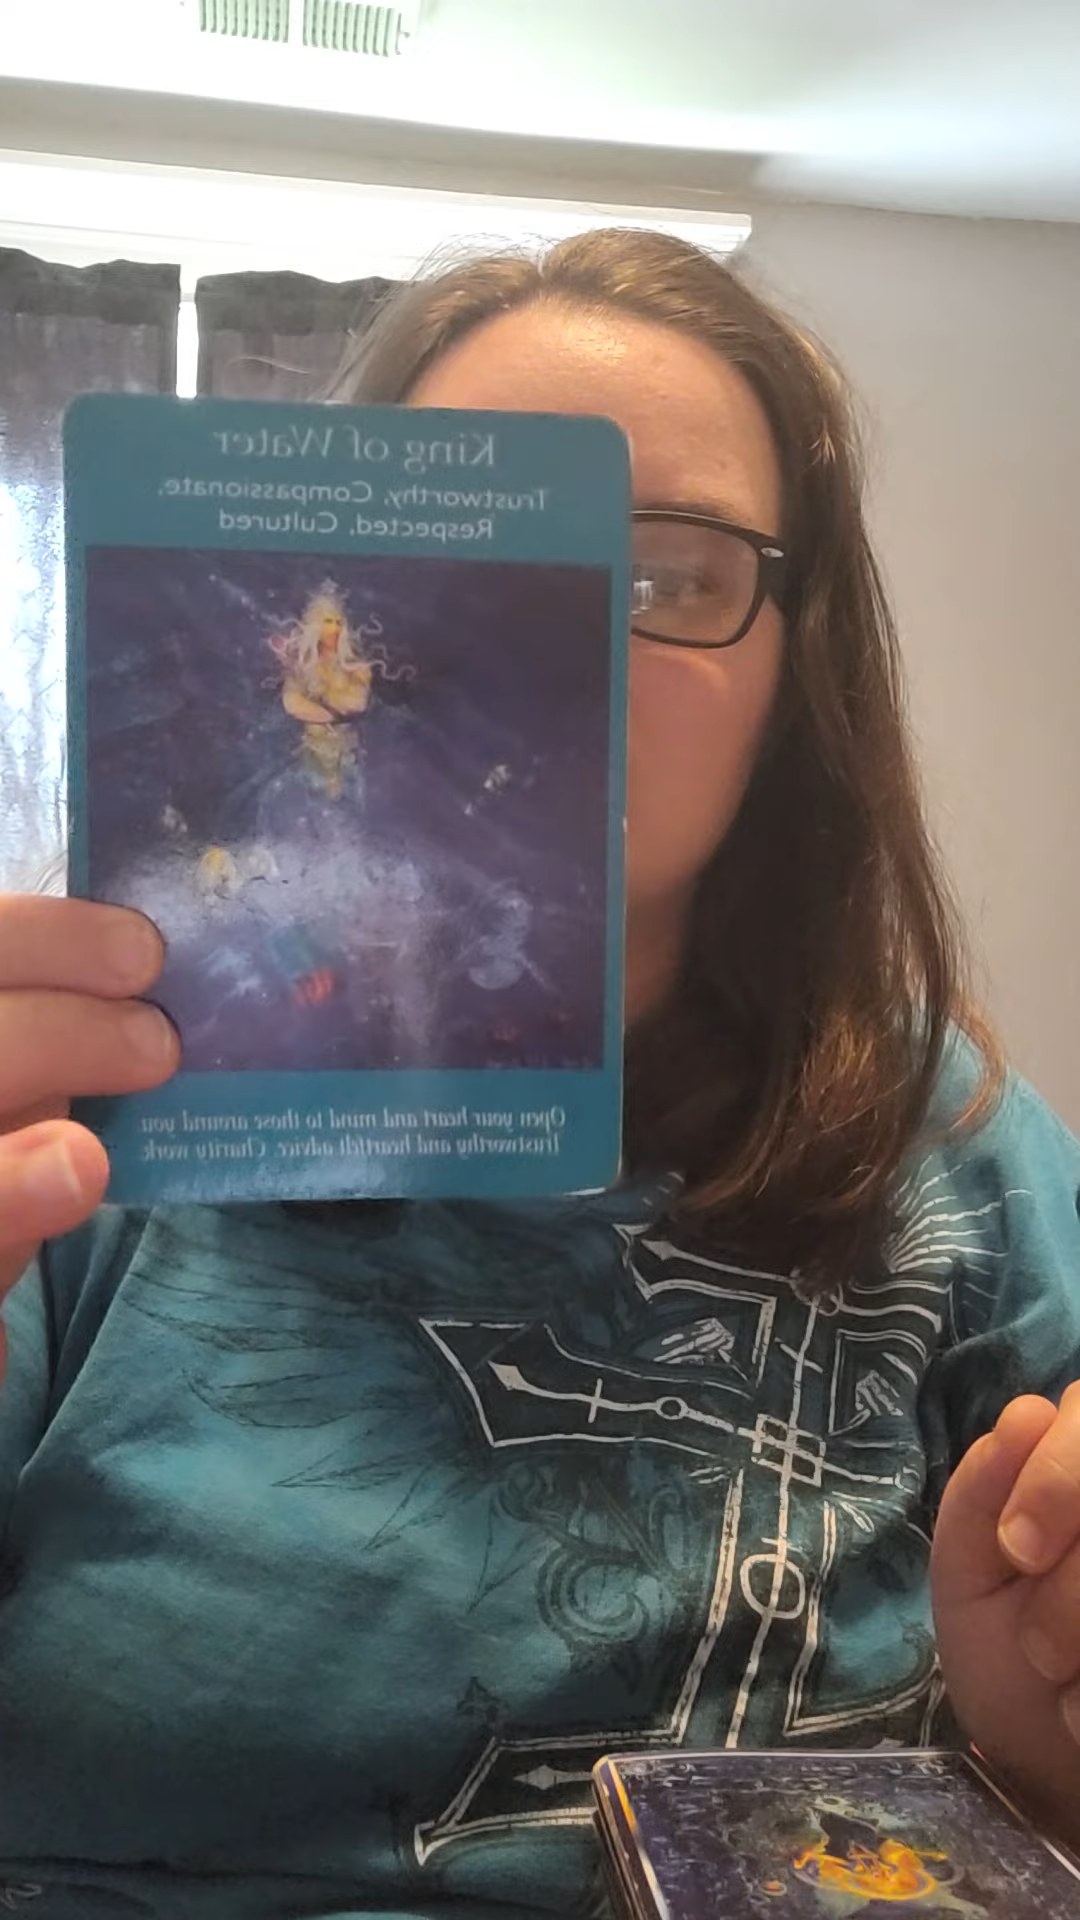 King of Water
Trustworthy, Compassionate,
Respected, Cultured
Open your heart and mind to those around you.
Trustworthy and heartfelt advice. Charity work.